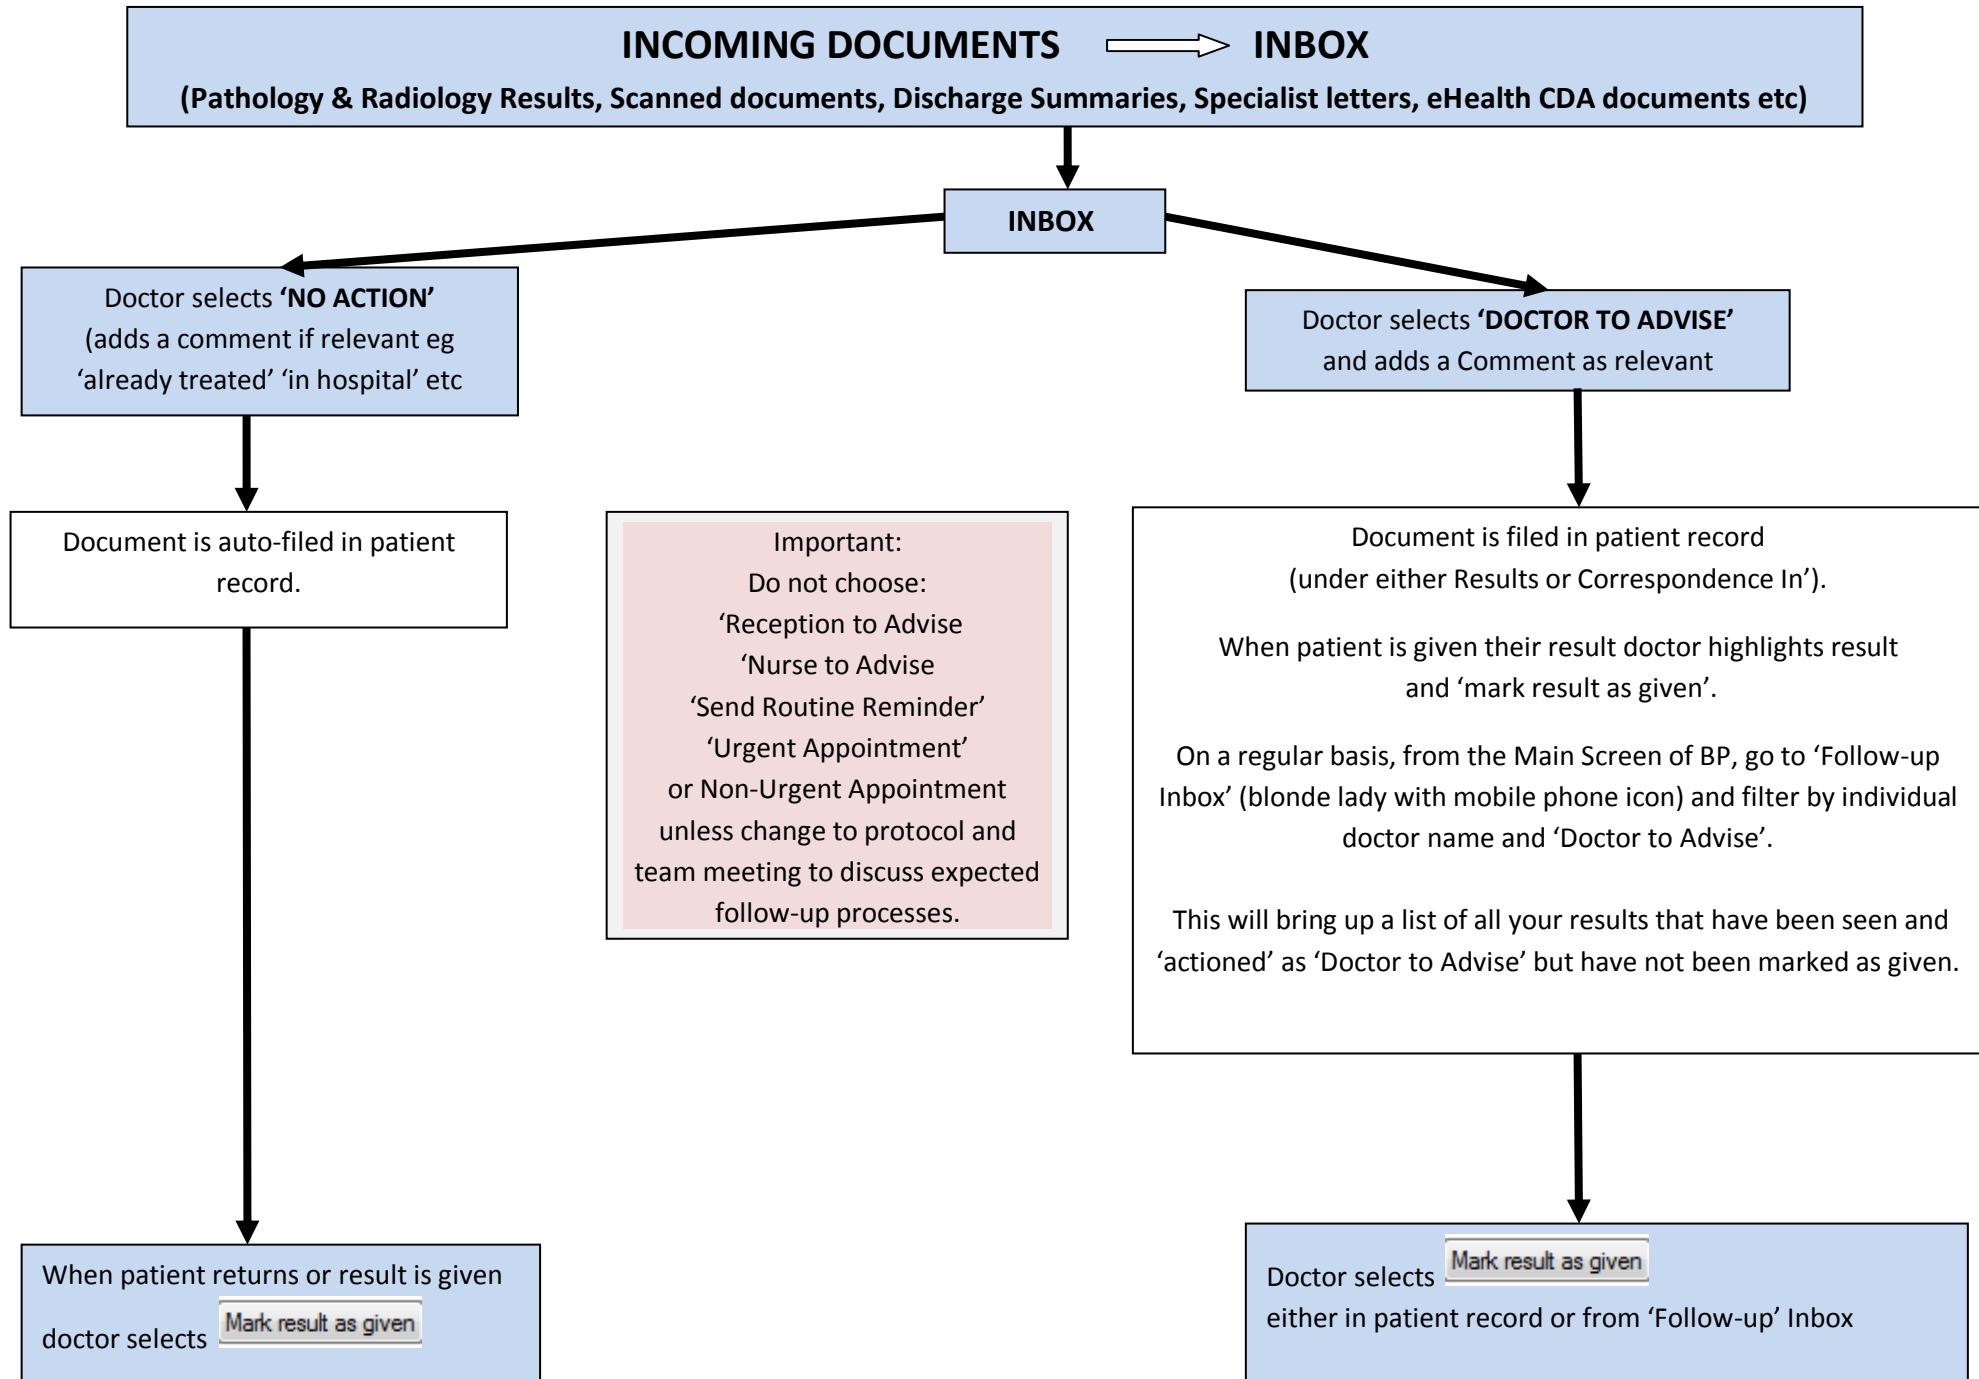 INCOMING DOCUMENTS INBOX
(Pathology & Radiology Results, Scanned documents, Discharge Summaries, Specialist letters, eHealth CDA documents etc)
INBOX
Doctor selects ‘NO ACTION’
(adds a comment if relevant eg
‘already treated’ ‘in hospital’ etc
Doctor selects ‘DOCTOR TO ADVISE’
and adds a Comment as relevant
Document is auto-filed in patient
record.
Important:
Do not choose:
‘Reception to Advise
‘Nurse to Advise
‘Send Routine Reminder’
‘Urgent Appointment’
or Non-Urgent Appointment
unless change to protocol and
team meeting to discuss expected
follow-up processes.
Document is filed in patient record
(under either Results or Correspondence In’).
When patient is given their result doctor highlights result
and ‘mark result as given’.
On a regular basis, from the Main Screen of BP, go to ‘Follow-up
Inbox’ (blonde lady with mobile phone icon) and filter by individual
doctor name and ‘Doctor to Advise’.
This will bring up a list of all your results that have been seen and
‘actioned’ as ‘Doctor to Advise’ but have not been marked as given.
When patient returns or result is given
doctor selects Mark result as given
Doctor selects Mark result as given
either in patient record or from ‘Follow-up’ Inbox